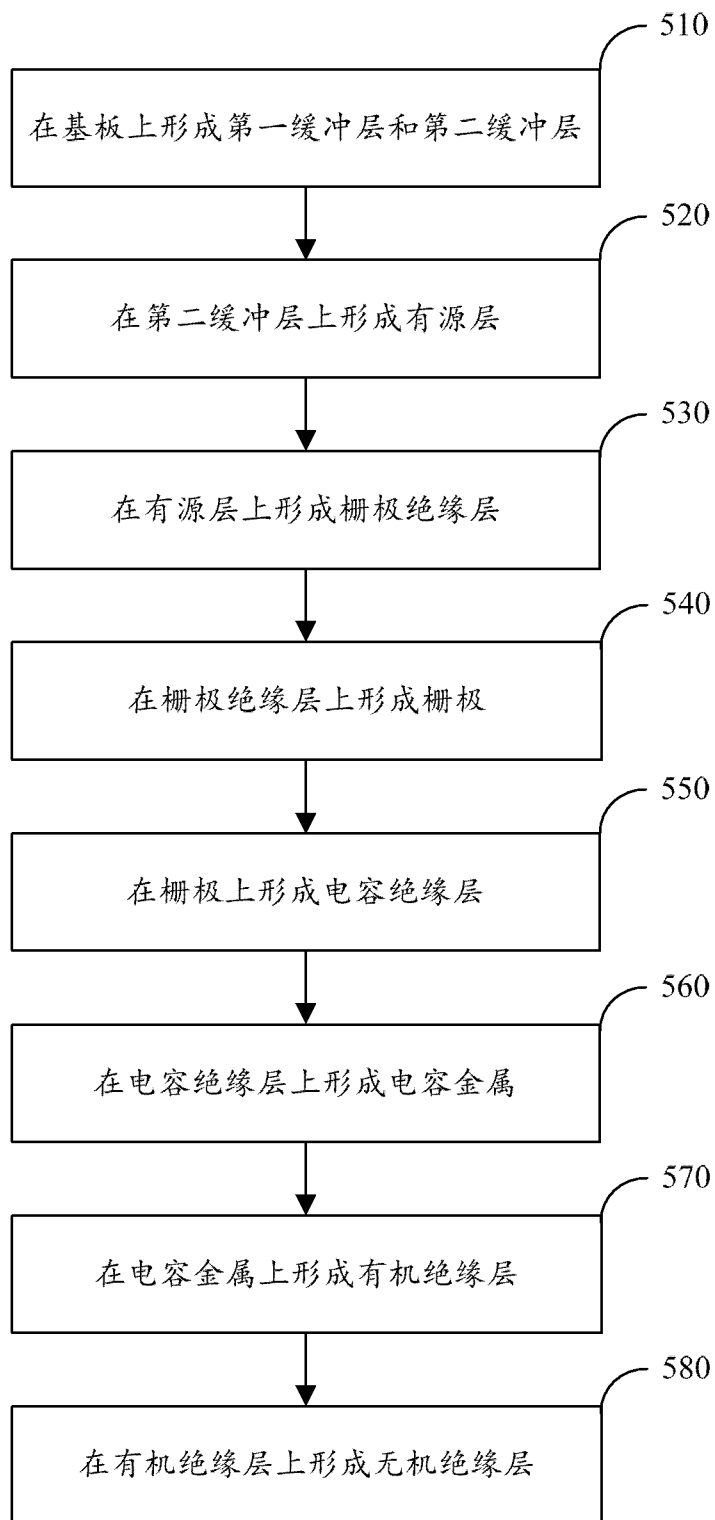 510
在基板上形成第一缓冲层和第二缓冲层
520
在第二缓冲层上形成有源层
530
在有源层上形成栅极绝缘层
540
在栅极绝缘层上形成栅极
550
在栅极上形成电容绝缘层
560
在电容绝缘层上形成电容金属
570
在电容金属上形成有机绝缘层
580
在有机绝缘层上形成无机绝缘层